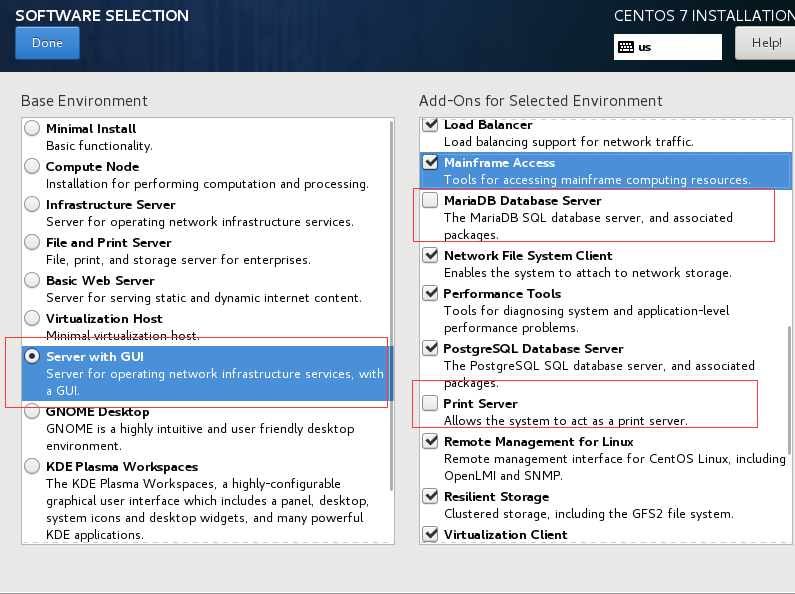 SOFTWARE SELECTION
CENTOS 7 INSTALLATION
Done
us
Help!
Base Environment
Minimal Install
Basic functionality.
Compute Node
Installation for performing computation and processing.
Infrastructure Server
Server for operating network infrastructure services.
File and Print Server
File, print, and storage server for enterprises.
Basic Web Server
Server for serving static and dynamic internet content.
Virtualization Host
Minimal virtualization host.
Server with GUI
Server for operating network infrastructure services, with
a GUI.
GNOME Desktop
GNOME is a highly intuitive and user friendly desktop
environment.
KDE Plasma Workspaces
The KDE Plasma Workspaces, a highly-configurable
graphical user interface which includes a panel, desktop,
system icons and desktop widgets, and many powerful
KDE applications.
Add-Ons for Selected Environment
Load Balancer
Load balancing support for network traffic.
Mainframe Access
Tools for accessing mainframe computing resources.
MariaDB Database Server
The MariaDB SQL database server, and associated
packages.
Network File System Client
Enables the system to attach to network storage.
Performance Tools
Tools for diagnosing system and application-level
performance problems.
PostgreSQL Database Server
The PostgreSQL SQL database server, and associated
packages.
Print Server
Allows the system to act as a print server.
Remote Management for Linux
Remote management interface for CentOS Linux, including
OpenLMI and SNMP.
Resilient Storage
Clustered storage, including the GFS2 file system.
Virtualization Client